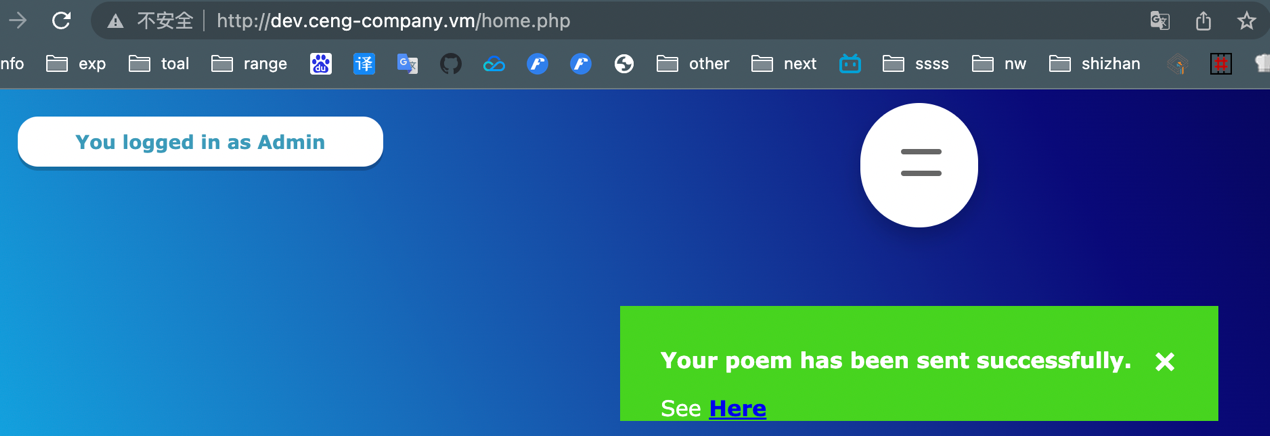 不安全 http://dev.ceng-company.vm/home.php
nfo exp toal range du 译 other next ssss nw shizhan
You logged in as Admin
Your poem has been sent successfully. ×
See Here